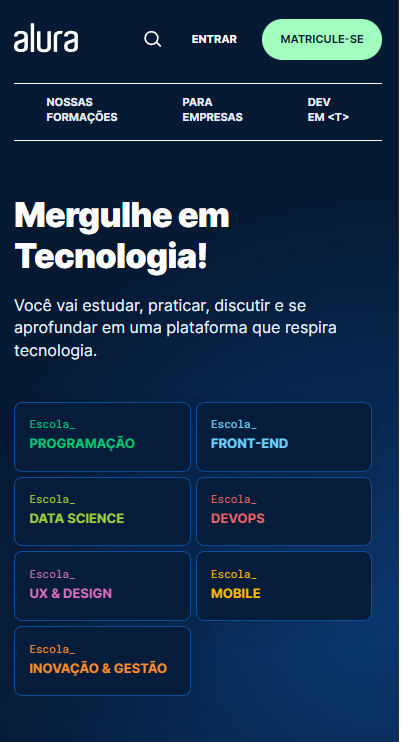 alura
ENTRAR
MATRICULE-SE
NOSSAS
FORMAÇÕES
PARA
EMPRESAS
DEV
EM <T>
Mergulhe em
Tecnologia!
Você vai estudar, praticar, discutir e se
aprofundar em uma plataforma que respira
tecnologia.
Escola_
PROGRAMAÇÃO
Escola_
FRONT-END
Escola_
DATA SCIENCE
Escola_
DEVOPS
Escola_
UX & DESIGN
Escola_
MOBILE
Escola_
INOVAÇÃO & GESTÃO